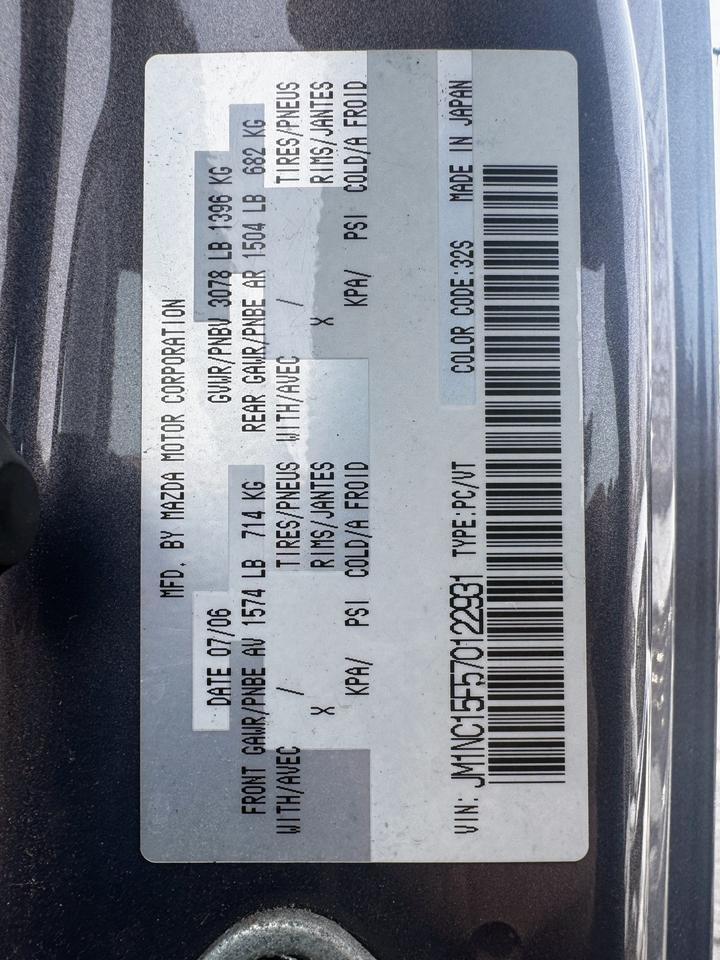 MFD. BY MAZDA MOTOR CORPORATION
DATE 07/06 GVWR/PNBV 3078 LB 1396 KG
FRONT GAWR/PNBE AV 1574 LB 714 KG REAR GAWR/PNBE AR 1504 LB 682 KG
WITH/AVEC / TIRES/PNEUS WITH/AVEC / TIRES/PNEUS
X RIMS/JANTES X RIMS/JANTES
KPA/ PSI COLD/A FROID KPA/ PSI COLD/A FROID
VIN: JM1NC15F570122931 TYPE:PC/VT COLOR CODE:32S MADE IN JAPAN